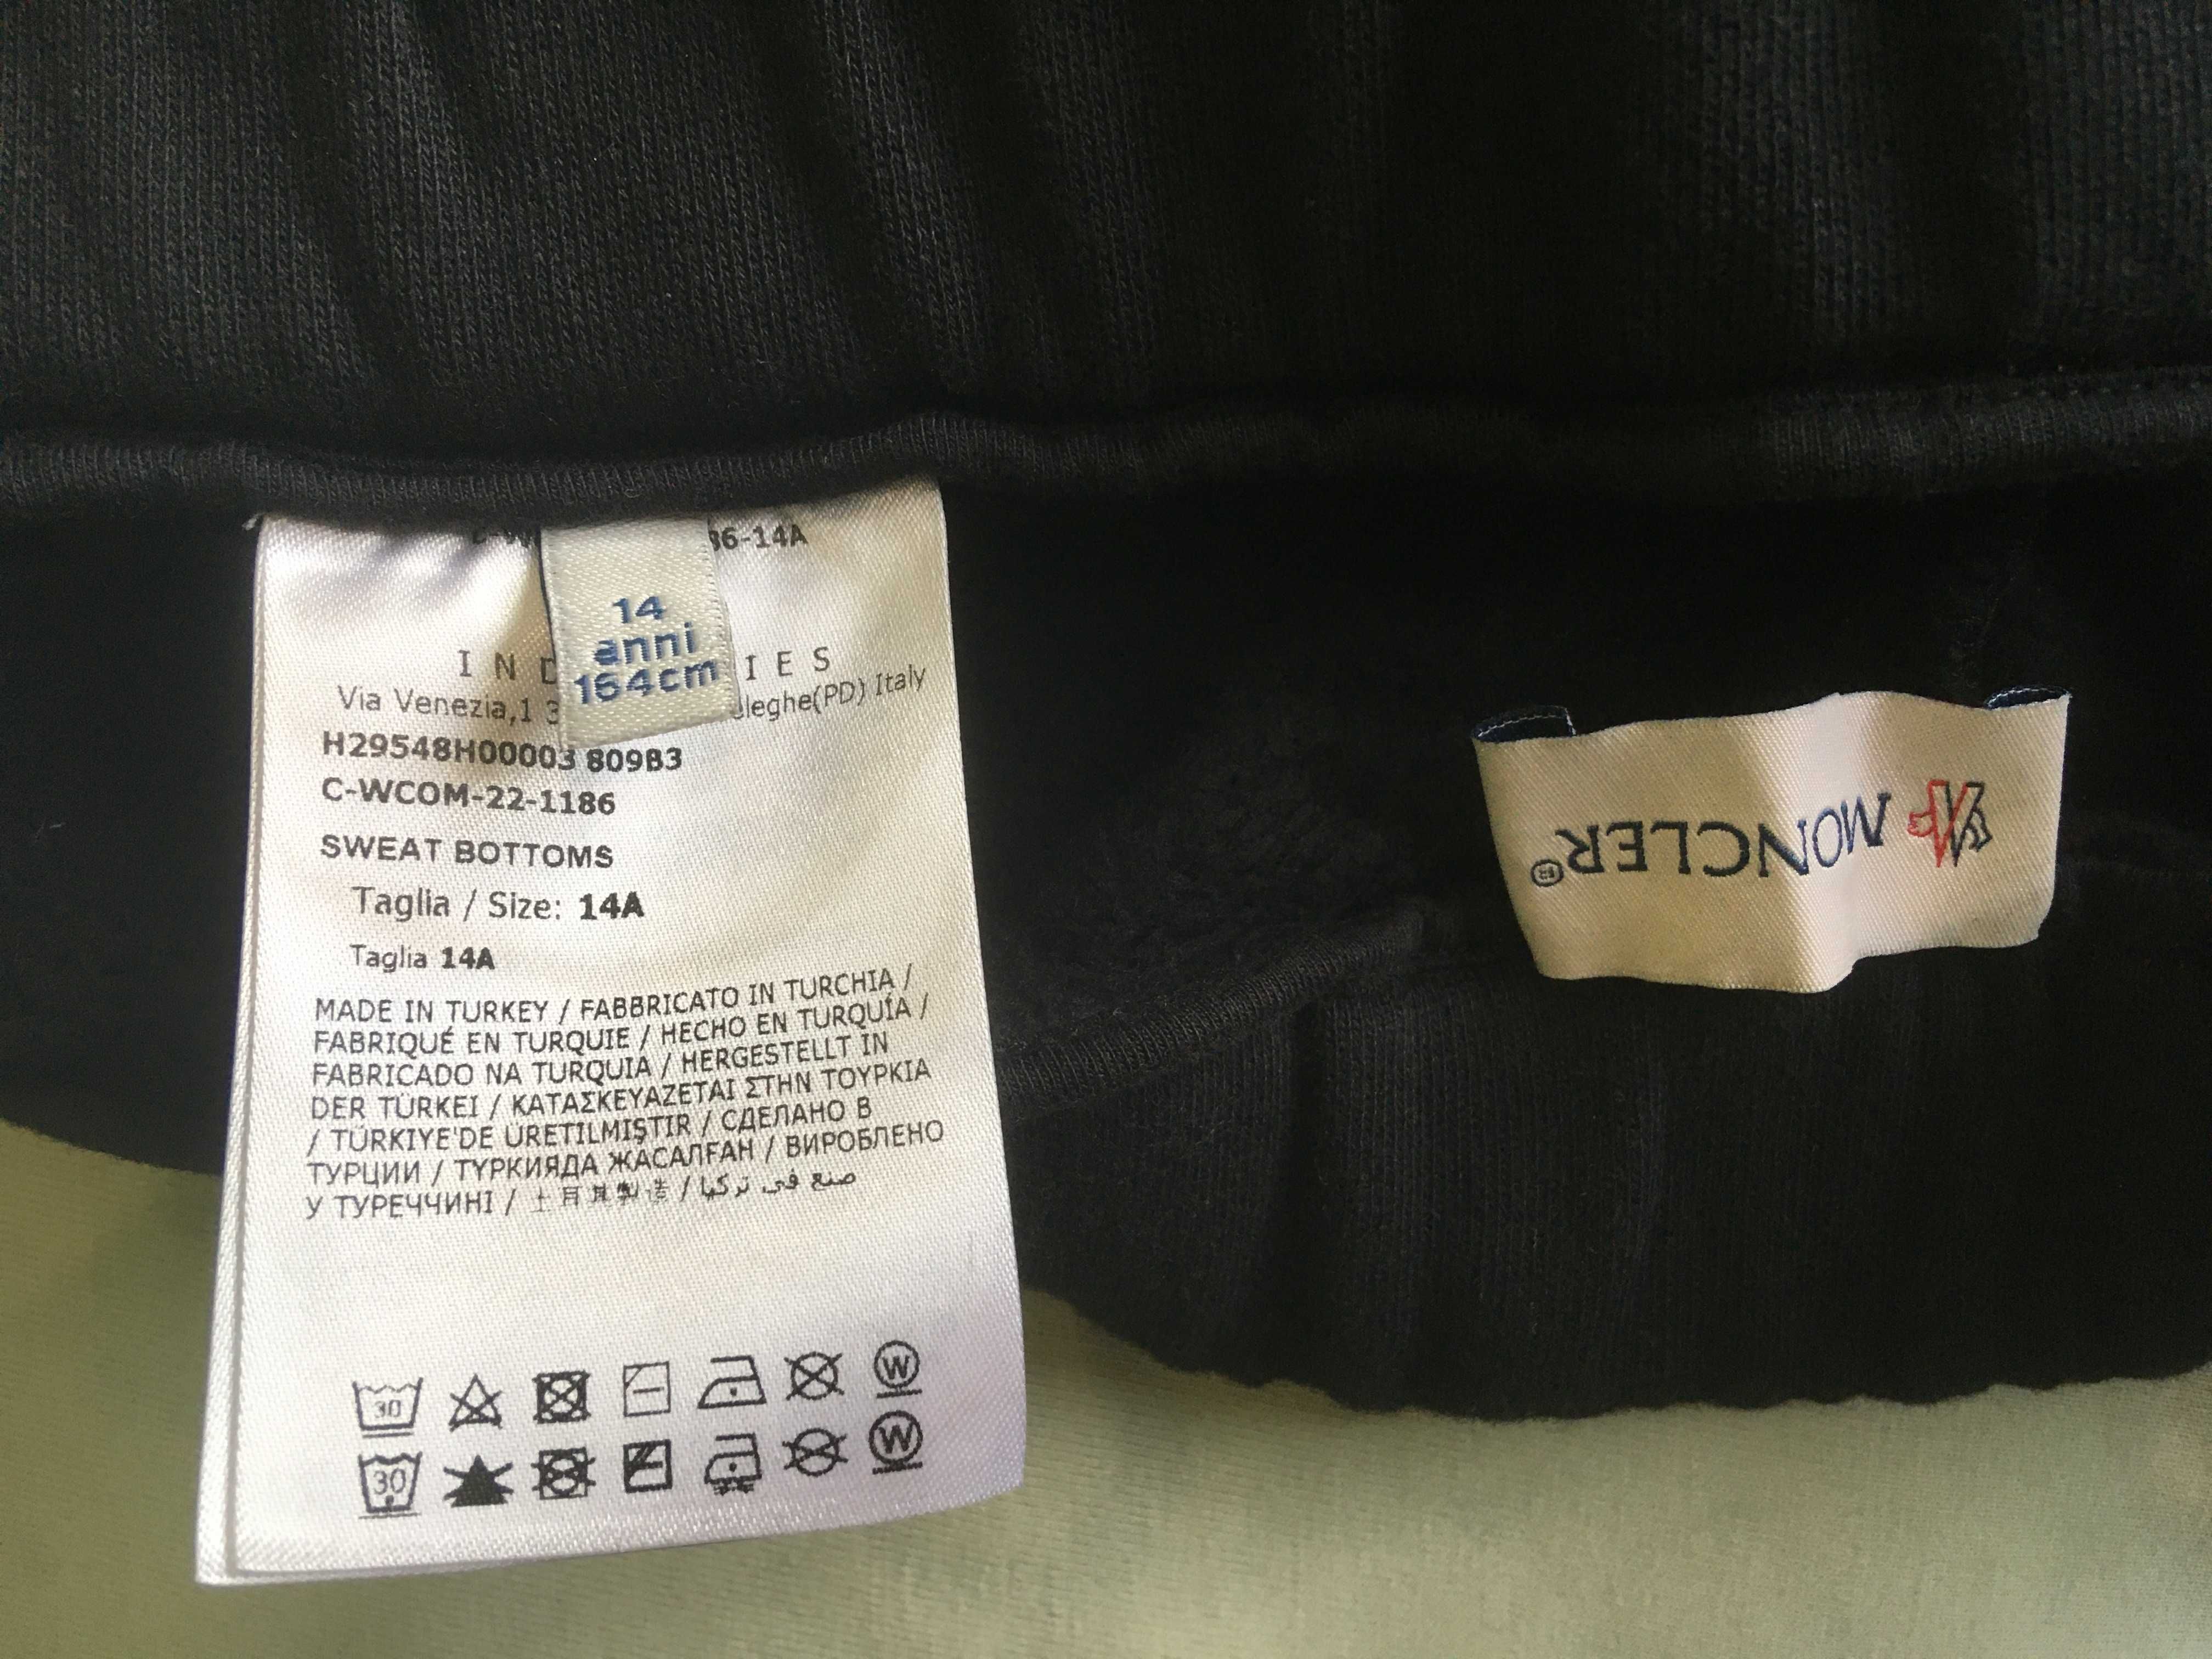 36-14A
14
anni
164cm
Via Venezia,1
(PD) Italy
H29548H00003 809B3
C-WCOM-22-1186
SWEAT BOTTOMS
Taglia / Size: 14A
Taglia 14A
MADE IN TURKEY / FABBRICATO IN TURCHIA /
FABRIQUÉ EN TURQUIE / HECHO EN TURQUÍA /
FABRICADO NA TURQUIA / HERGESTELLT IN
DER TÜRKEI / ΚΑΤΑΣΚΕΥΑΖΕΤΑΙ ΣΤΗΝ ΤΟΥΡΚΙΑ
/ TÜRKIYE'DE ÜRETILMIŞTIR / СДЕЛАНО В
ТУРЦИИ / ТҮРКИЯДА ЖАСАЛҒАН / ВИРОБЛЕНО
У ТУРЕЧЧИНІ / 土耳其製造 / صنع في تركيا
30
W
30
W
MONCLER®